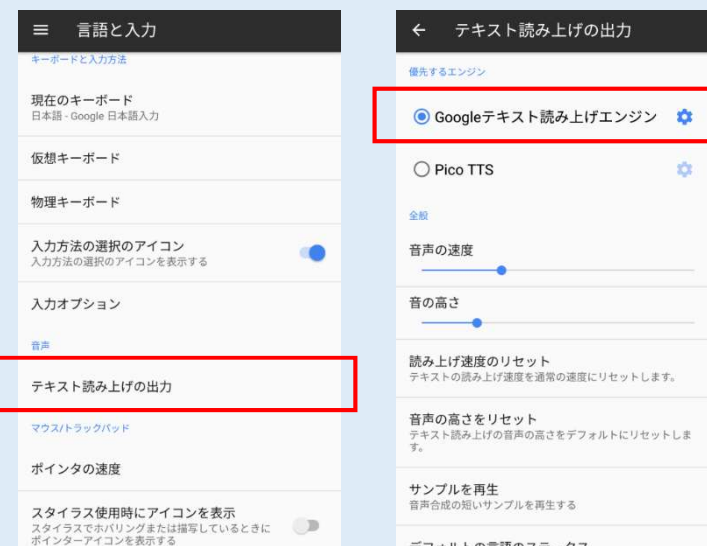 言語と入力
キーボードと入力方法
現在のキーボード
日本語 - Google 日本語入力
仮想キーボード
物理キーボード
入力方法の選択のアイコン
入力方法の選択のアイコンを表示する
入力オプション
音声
テキスト読み上げの出力
マウス/トラックパッド
ポインタの速度
スタイラス使用時にアイコンを表示
スタイラスでホバリングまたは描写しているときに
ポインターアイコンを表示する
テキスト読み上げの出力
優先するエンジン
Googleテキスト読み上げエンジン
Pico TTS
全般
音声の速度
音の高さ
読み上げ速度のリセット
テキストの読み上げ速度を通常の速度にリセットします。
音声の高さをリセット
テキスト読み上げの音声の高さをデフォルトにリセットしま
す。
サンプルを再生
音声合成の短いサンプルを再生する
デフォルトの言語のステータス